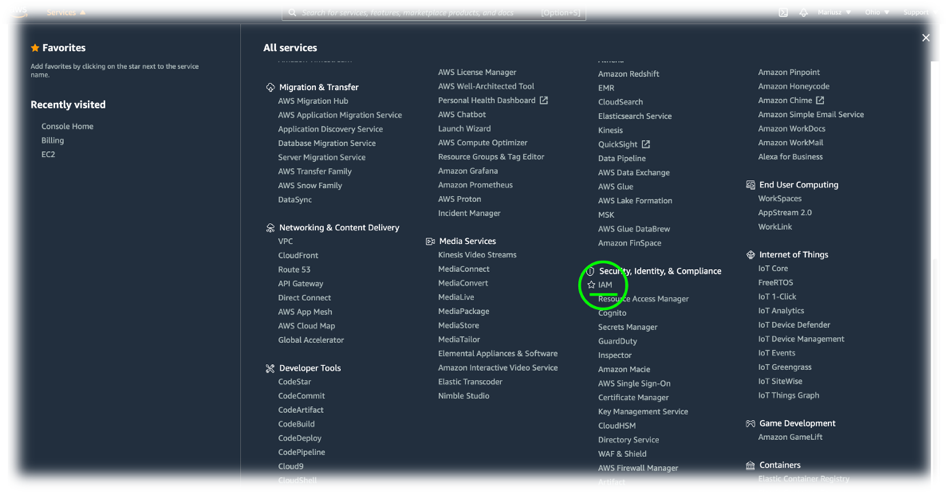 Services
Search for services, features, marketplace products, and docs
[Option+S]
Ohio
Support
Favorites
Add favorites by clicking on the star next to the service
name.
Recently visited
Console Home
Billing
EC2
All services
Migration & Transfer
AWS Migration Hub
AWS Application Migration Service
Application Discovery Service
Database Migration Service
Server Migration Service
AWS Transfer Family
AWS Snow Family
DataSync
Networking & Content Delivery
VPC
CloudFront
Route 53
API Gateway
Direct Connect
AWS App Mesh
AWS Cloud Map
Global Accelerator
Developer Tools
CodeStar
CodeCommit
CodeArtifact
CodeBuild
CodeDeploy
CodePipeline
Cloud9
CloudShell
AWS License Manager
AWS Well-Architected Tool
Personal Health Dashboard
AWS Chatbot
Launch Wizard
AWS Compute Optimizer
Resource Groups & Tag Editor
Amazon Grafana
Amazon Prometheus
AWS Proton
Incident Manager
Media Services
Kinesis Video Streams
MediaConnect
MediaConvert
MediaLive
MediaPackage
MediaStore
MediaTailor
Elemental Appliances & Software
Amazon Interactive Video Service
Elastic Transcoder
Nimble Studio
Athena
Amazon Redshift
EMR
CloudSearch
Elasticsearch Service
Kinesis
QuickSight
Data Pipeline
AWS Data Exchange
AWS Glue
AWS Lake Formation
MSK
AWS Glue DataBrew
Amazon FinSpace
Security, Identity, & Compliance
IAM
Resource Access Manager
Cognito
Secrets Manager
GuardDuty
Inspector
Amazon Macie
AWS Single Sign-On
Certificate Manager
Key Management Service
CloudHSM
Directory Service
WAF & Shield
AWS Firewall Manager
Artifact
Amazon Pinpoint
Amazon Honeycode
Amazon Chime
Amazon Simple Email Service
Amazon WorkDocs
Amazon WorkMail
Alexa for Business
End User Computing
WorkSpaces
AppStream 2.0
WorkLink
Internet of Things
IoT Core
FreeRTOS
IoT 1-Click
IoT Analytics
IoT Device Defender
IoT Device Management
IoT Events
IoT Greengrass
IoT SiteWise
IoT Things Graph
Game Development
Amazon GameLift
Containers
Elastic Container Registry